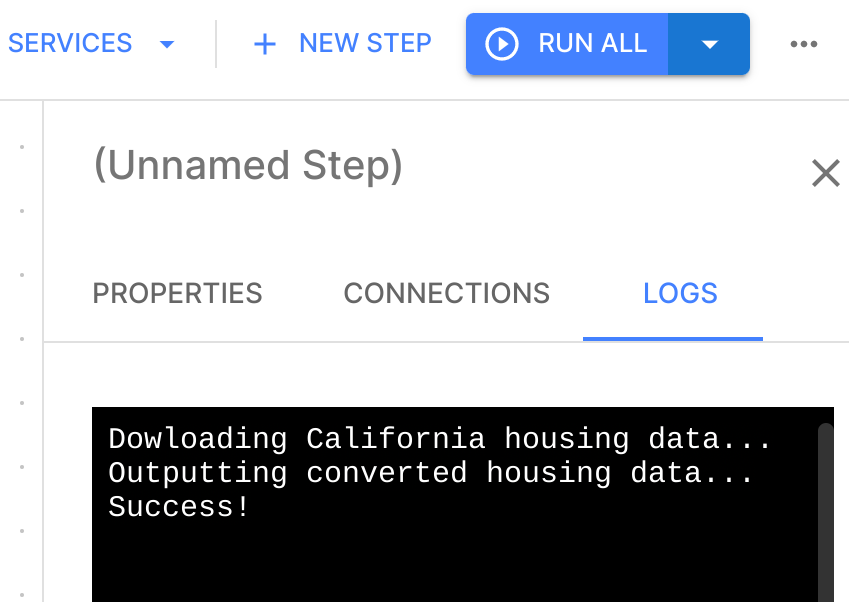 SERVICES
NEW STEP
RUN ALL
(Unnamed Step)
PROPERTIES
CONNECTIONS
LOGS
Dowloading California housing data...
Outputting converted housing data...
Success!